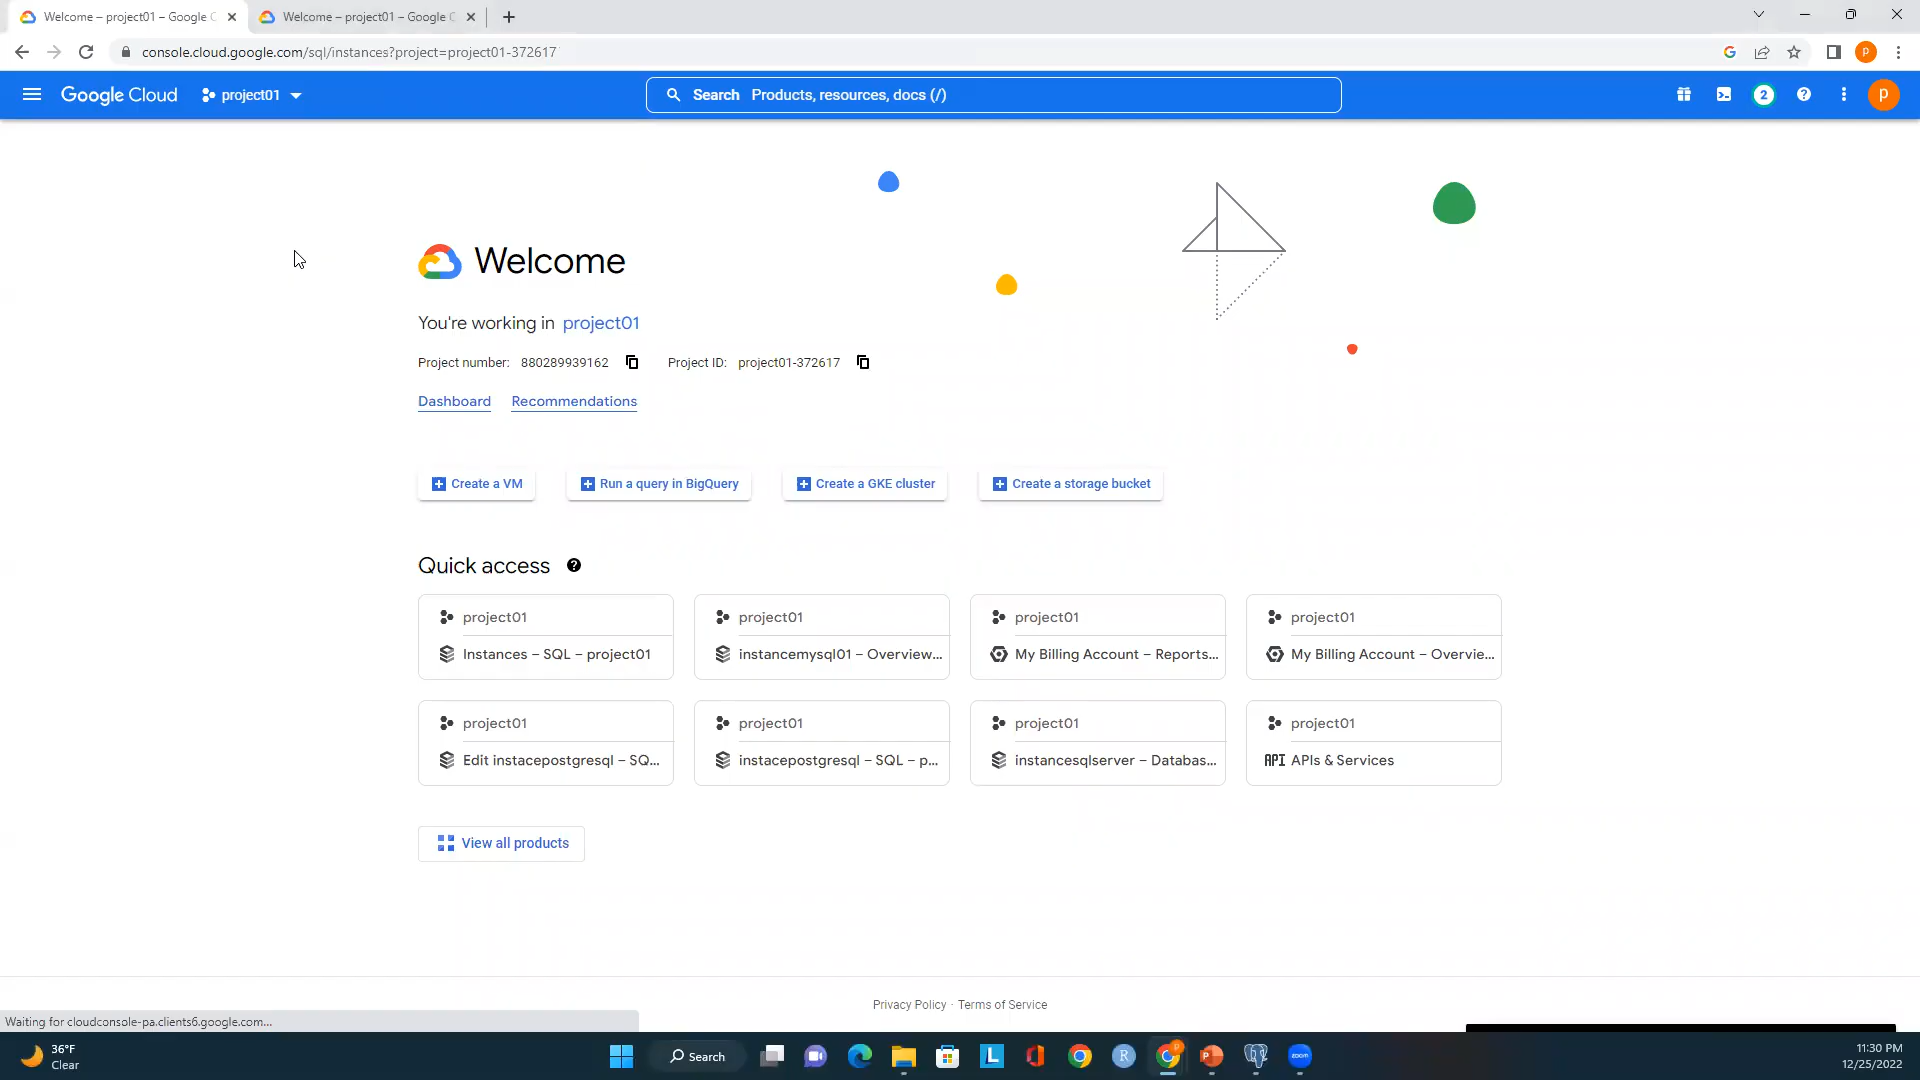 Welcome – project01 – Google C
Welcome – project01 – Google C
console.cloud.google.com/sql/instances?project=project01-372617
P
Google Cloud
project01
Search Products, resources, docs (/)
2
P
Welcome
You're working in project01
Project number: 880289939162
Project ID: project01-372617
Dashboard
Recommendations
Create a VM
Run a query in BigQuery
Create a GKE cluster
Create a storage bucket
Quick access
project01
project01
project01
project01
Instances – SQL – project01
instancemysql01 – Overview...
My Billing Account – Reports...
My Billing Account – Overvie...
project01
project01
project01
project01
Edit instacepostgresql – SQ...
instacepostgresql – SQL – p...
instancesqlserver – Databas...
API APIs & Services
View all products
Privacy Policy · Terms of Service
Waiting for cloudconsole-pa.clients6.google.com...
36°F
Clear
Search
L
R
P
zoom
11:30 PM
12/25/2022